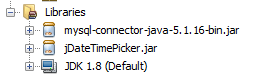 Libraries
mysql-connector-java-5.1.16-bin.jar
jDateTimePicker.jar
JDK 1.8 (Default)